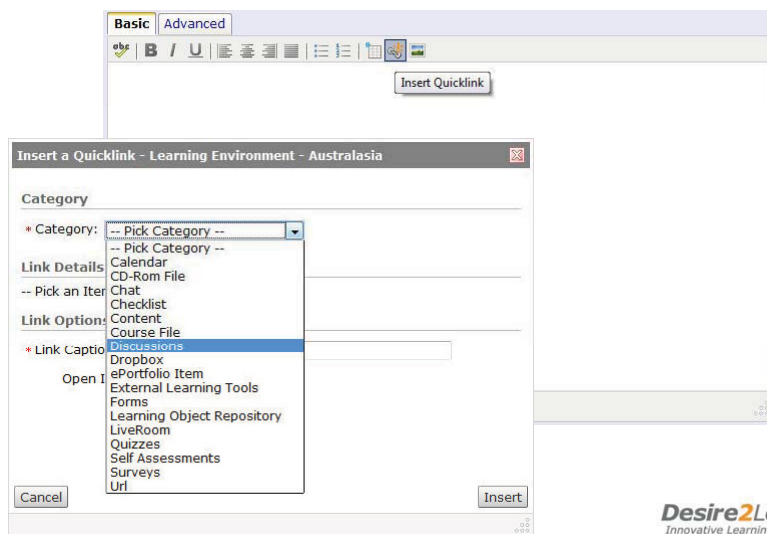 Basic Advanced
abc B I U
Insert Quicklink
Insert a Quicklink - Learning Environment - Australasia
Category
* Category: -- Pick Category --
-- Pick Category --
Calendar
CD-Rom File
Chat
Checklist
Content
Course File
Discussions
Dropbox
ePortfolio Item
External Learning Tools
Forms
Learning Object Repository
LiveRoom
Quizzes
Self Assessments
Surveys
Url
Link Details
-- Pick an Iter
Link Option
* Link Captio
Open I
Cancel Insert
Desire2L
Innovative Learnin